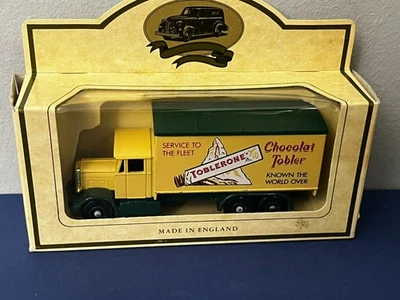 SERVICE TO
THE FLEET
TOBLERONE
Chocolat
Tobler
KNOWN THE
WORLD OVER
MADE IN ENGLAND